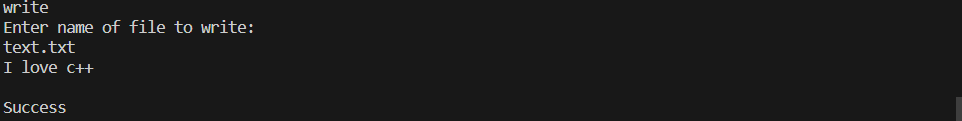 write
Enter name of file to write:
text.txt
I love c++
Success